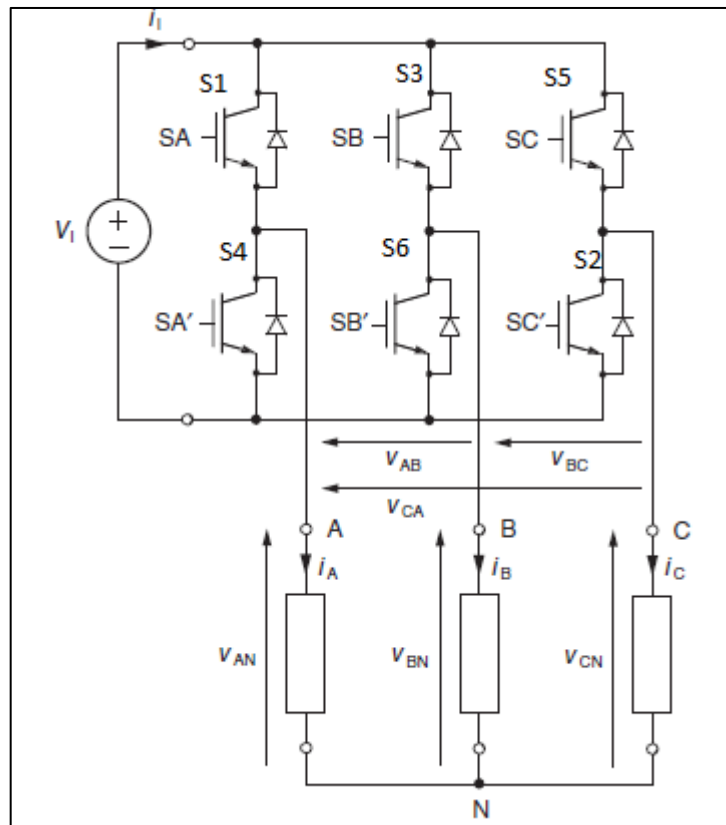 iI
S1
S3
S5
SA
SB
SC
VI
+
−
S4
S6
S2
SA′
SB′
SC′
vAB
vBC
vCA
A
B
C
iA
iB
iC
vAN
vBN
vCN
N